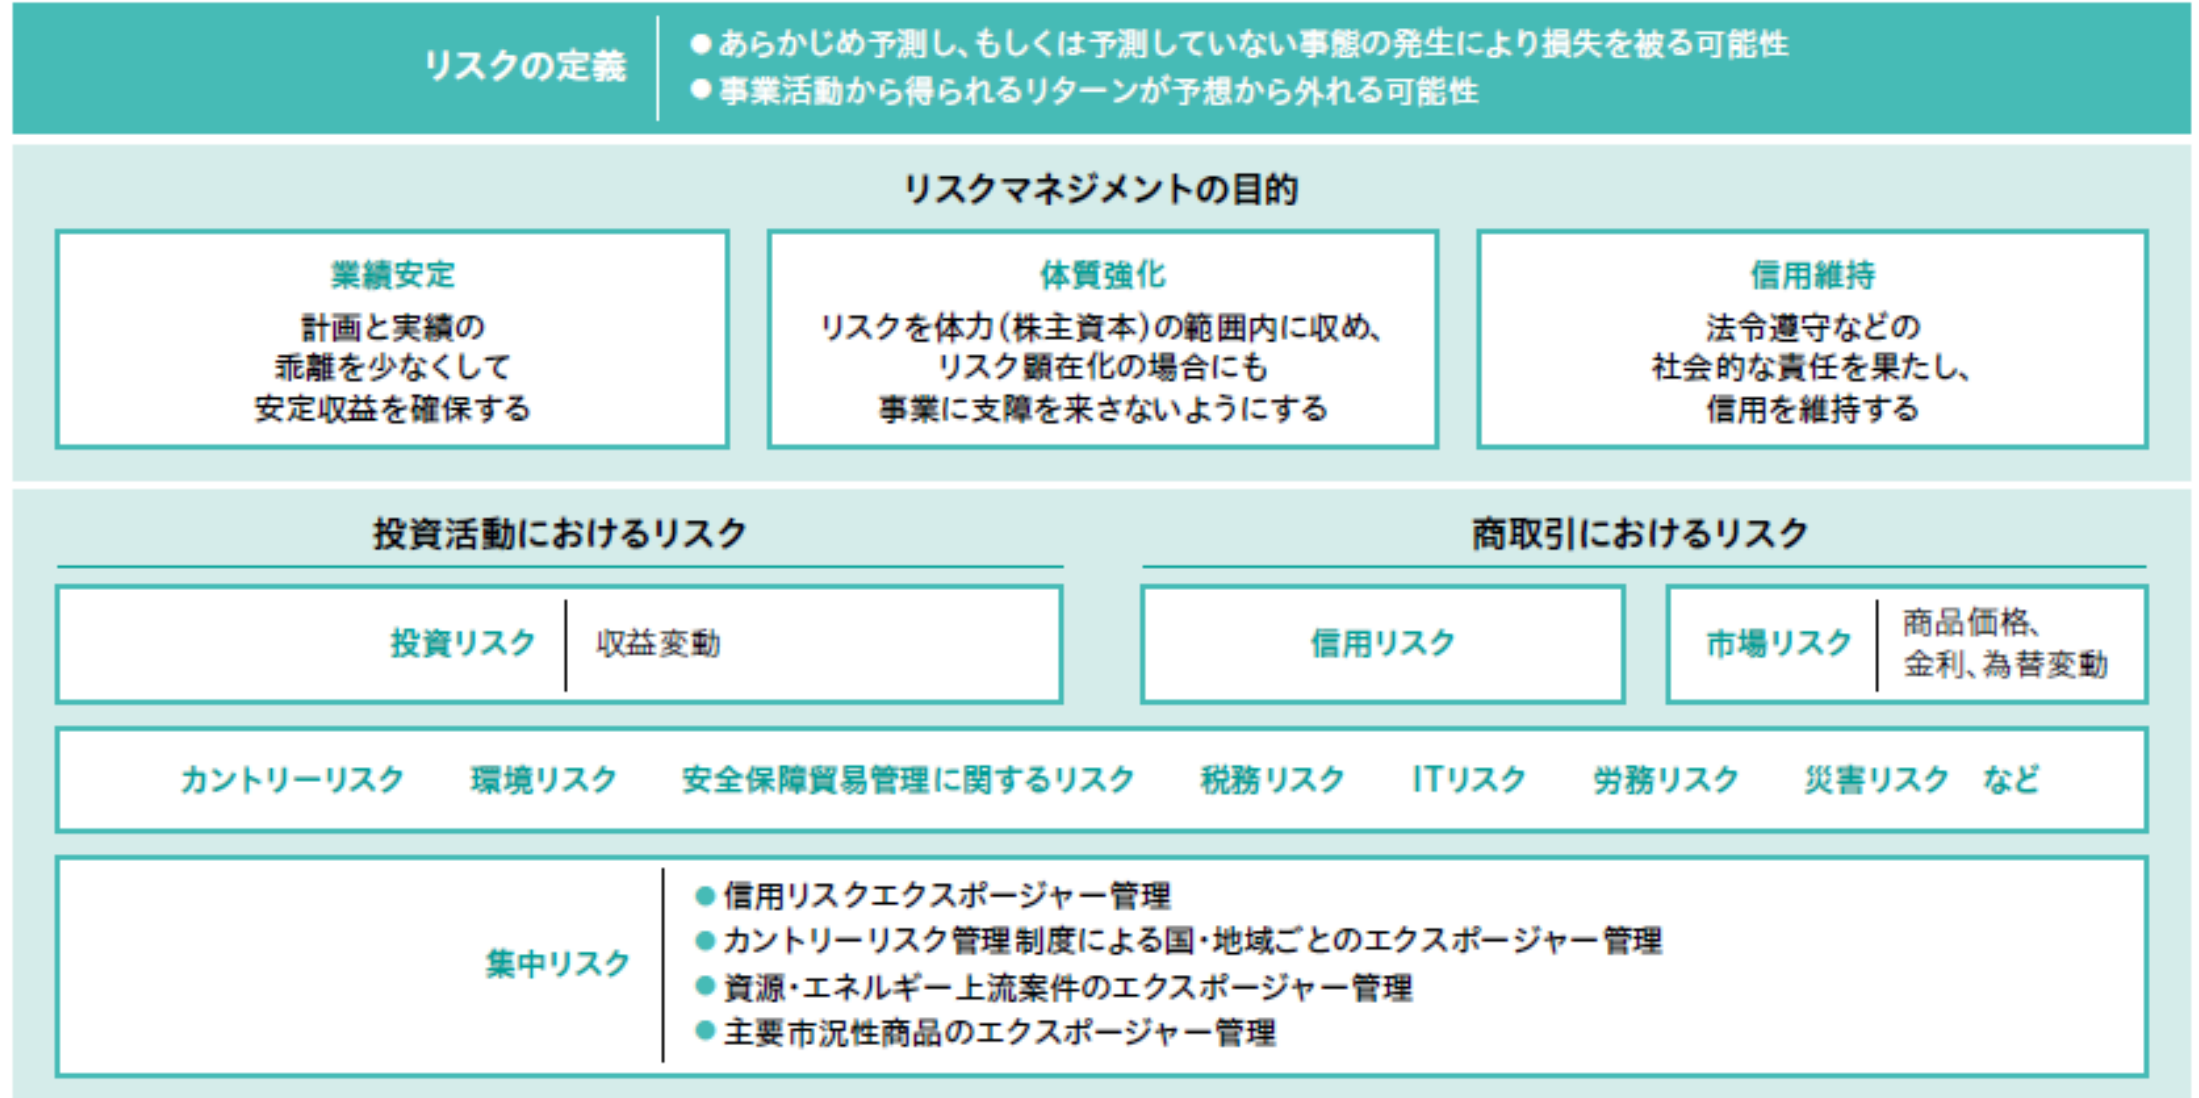 リスクの定義
●あらかじめ予測し、もしくは予測していない事態の発生により損失を被る可能性
●事業活動から得られるリターンが予想から外れる可能性
リスクマネジメントの目的
業績安定
計画と実績の
乖離を少なくして
安定収益を確保する
体質強化
リスクを体力(株主資本)の範囲内に収め、
リスク顕在化の場合にも
事業に支障を来さないようにする
信用維持
法令遵守などの
社会的な責任を果たし、
信用を維持する
投資活動におけるリスク
投資リスク
収益変動
商取引におけるリスク
信用リスク
市場リスク
商品価格、
金利、為替変動
カントリーリスク 環境リスク 安全保障貿易管理に関するリスク 税務リスク ITリスク 労務リスク 災害リスク など
集中リスク
●信用リスクエクスポージャー管理
●カントリーリスク管理制度による国・地域ごとのエクスポージャー管理
●資源・エネルギー上流案件のエクスポージャー管理
●主要市況性商品のエクスポージャー管理